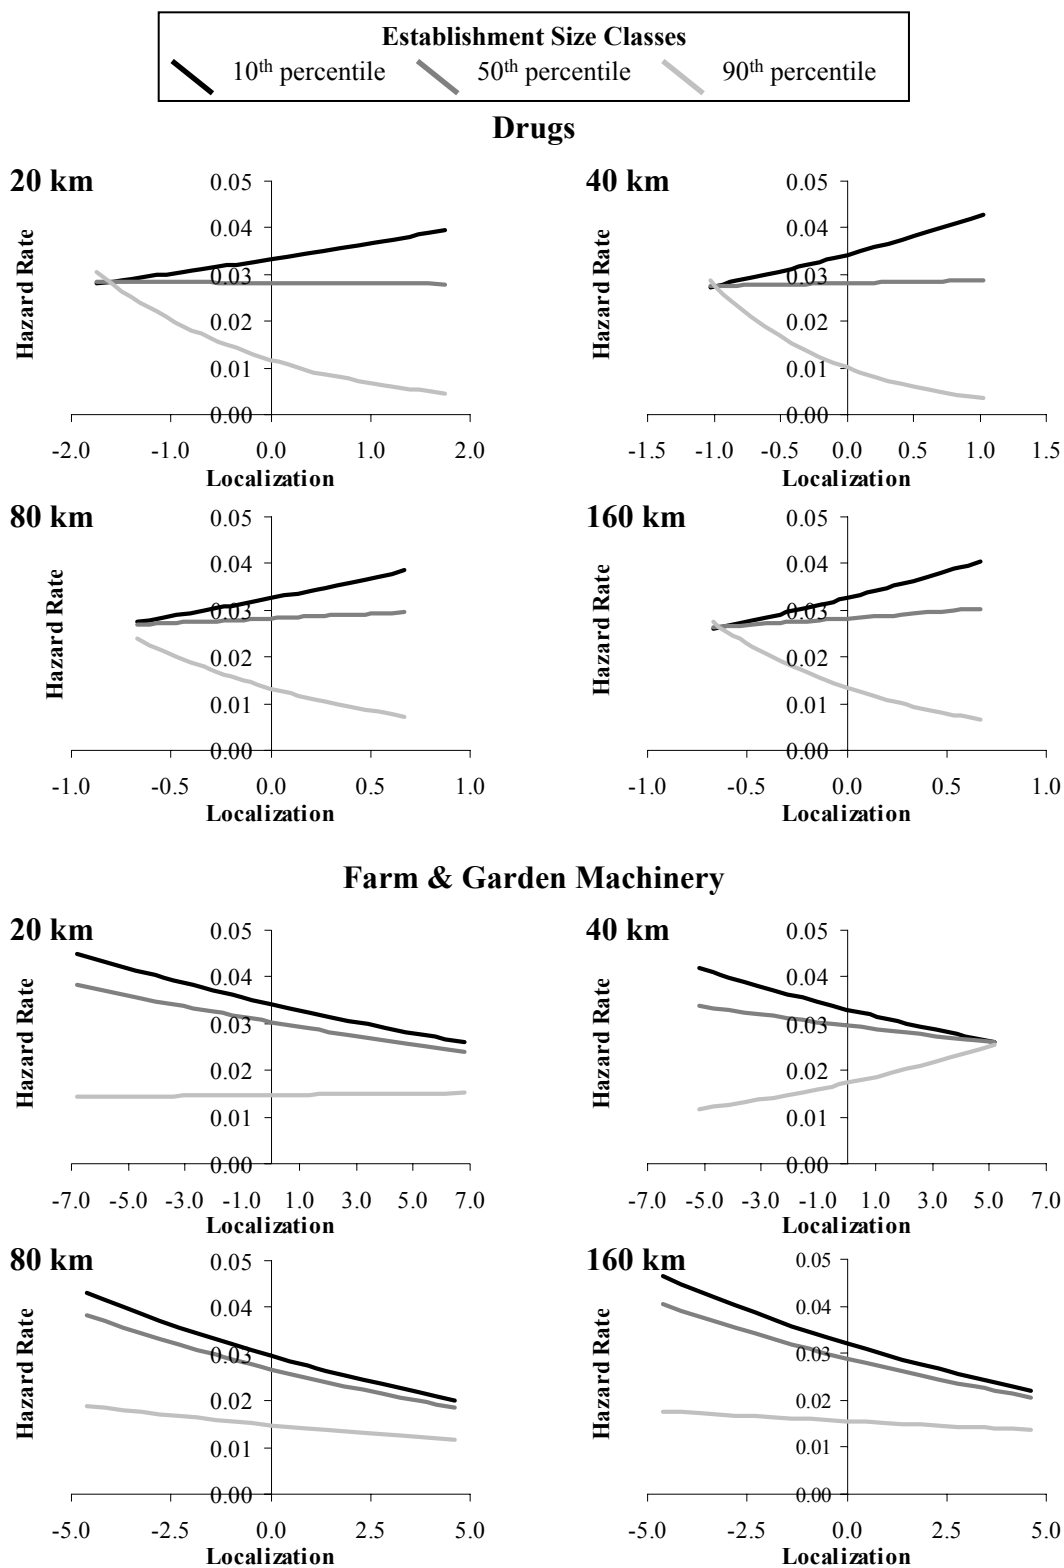 Establishment Size Classes
10th percentile 50th percentile 90th percentile
Drugs
20 km
Hazard Rate
0.05
0.04
0.03
0.02
0.01
0.00
-2.0 -1.0 0.0 1.0 2.0
Localization
40 km
Hazard Rate
0.05
0.04
0.03
0.02
0.01
0.00
-1.5 -1.0 -0.5 0.0 0.5 1.0 1.5
Localization
80 km
Hazard Rate
0.05
0.04
0.03
0.02
0.01
0.00
-1.0 -0.5 0.0 0.5 1.0
Localization
160 km
Hazard Rate
0.05
0.04
0.03
0.02
0.01
0.00
-1.0 -0.5 0.0 0.5 1.0
Localization
Farm & Garden Machinery
20 km
Hazard Rate
0.05
0.04
0.03
0.02
0.01
0.00
-7.0 -5.0 -3.0 -1.0 1.0 3.0 5.0 7.0
Localization
40 km
Hazard Rate
0.05
0.04
0.03
0.02
0.01
0.00
-7.0 -5.0 -3.0 -1.0 1.0 3.0 5.0 7.0
Localization
80 km
Hazard Rate
0.05
0.04
0.03
0.02
0.01
0.00
-5.0 -2.5 0.0 2.5 5.0
Localization
160 km
Hazard Rate
0.05
0.04
0.03
0.02
0.01
0.00
-5.0 -2.5 0.0 2.5 5.0
Localization